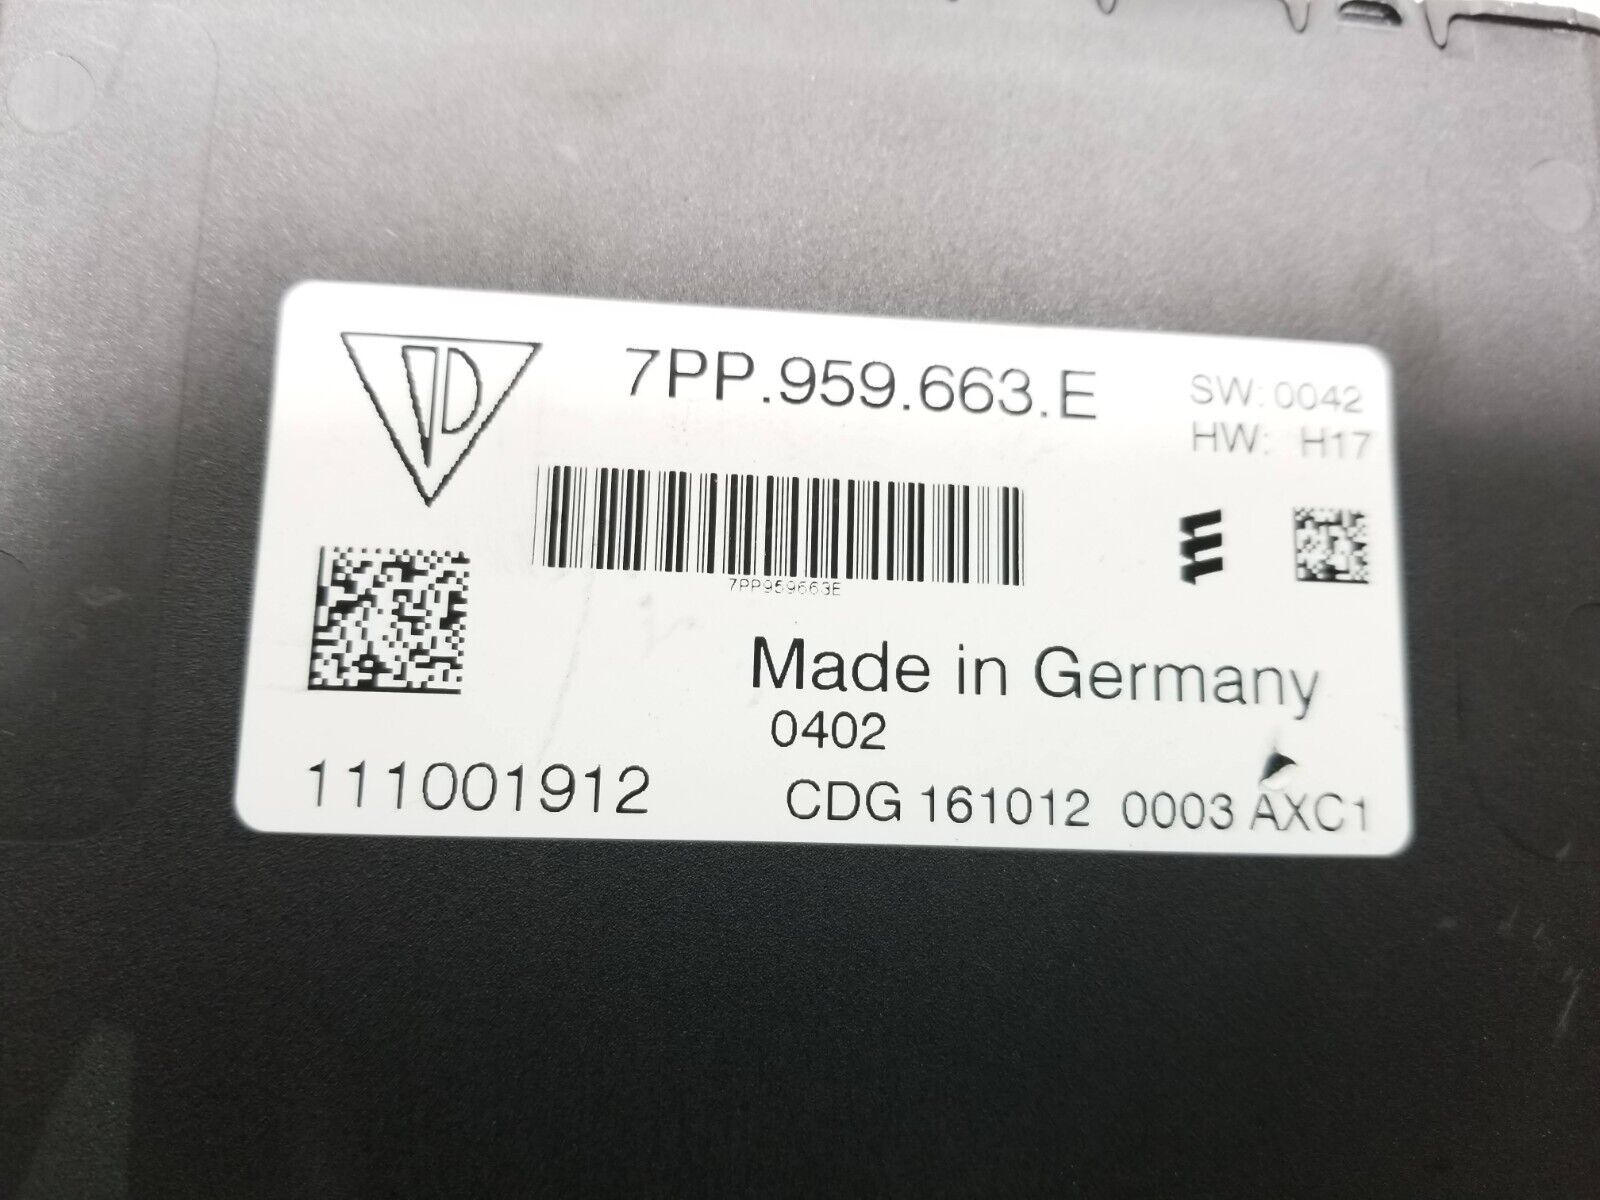 7PP.959.663.E
SW: 0042
HW: H17
7PP959663E
Made in Germany
0402
111001912
CDG 161012 0003 AXC1